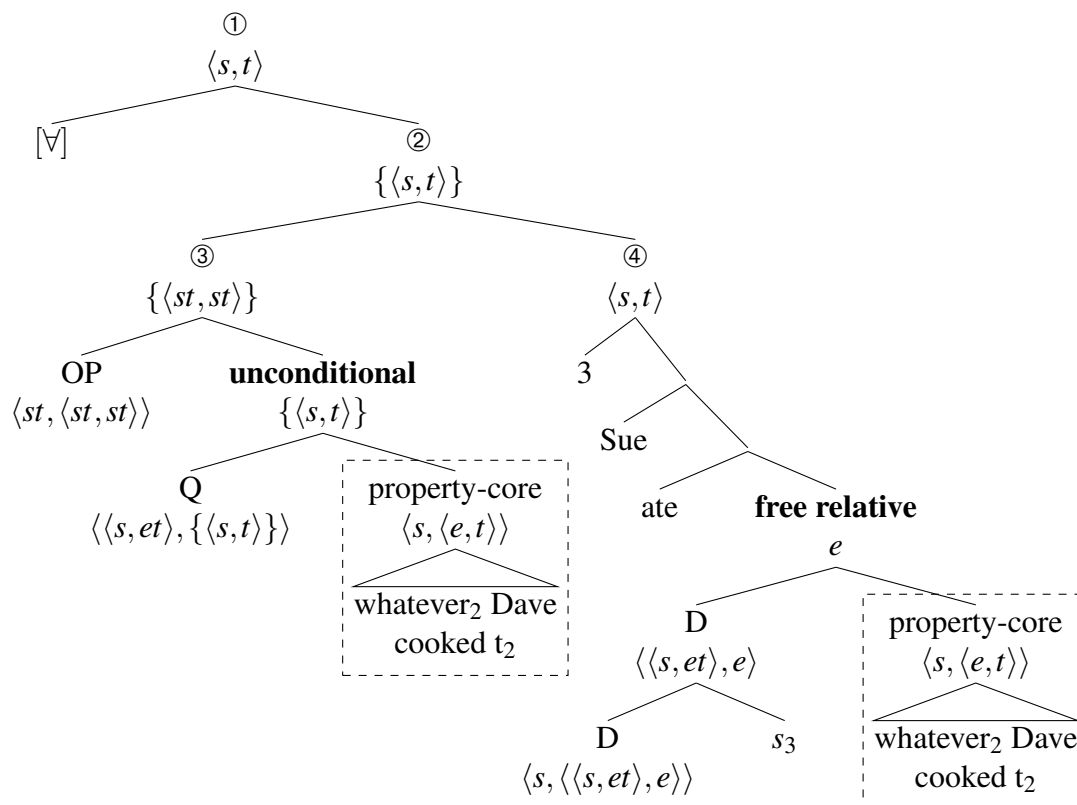 ①
⟨s,t⟩
[∀] ②
{⟨s,t⟩}
③ ④
{⟨st,st⟩} ⟨s,t⟩
OP unconditional 3
⟨st,⟨st,st⟩⟩ {⟨s,t⟩}
Sue
Q property-core ate free relative
⟨⟨s,et⟩,{⟨s,t⟩}⟩ ⟨s,⟨e,t⟩⟩ e
whatever₂ Dave
cooked t₂
D property-core
⟨⟨s,et⟩,e⟩ ⟨s,⟨e,t⟩⟩
D s₃ whatever₂ Dave
⟨s,⟨⟨s,et⟩,e⟩⟩ cooked t₂